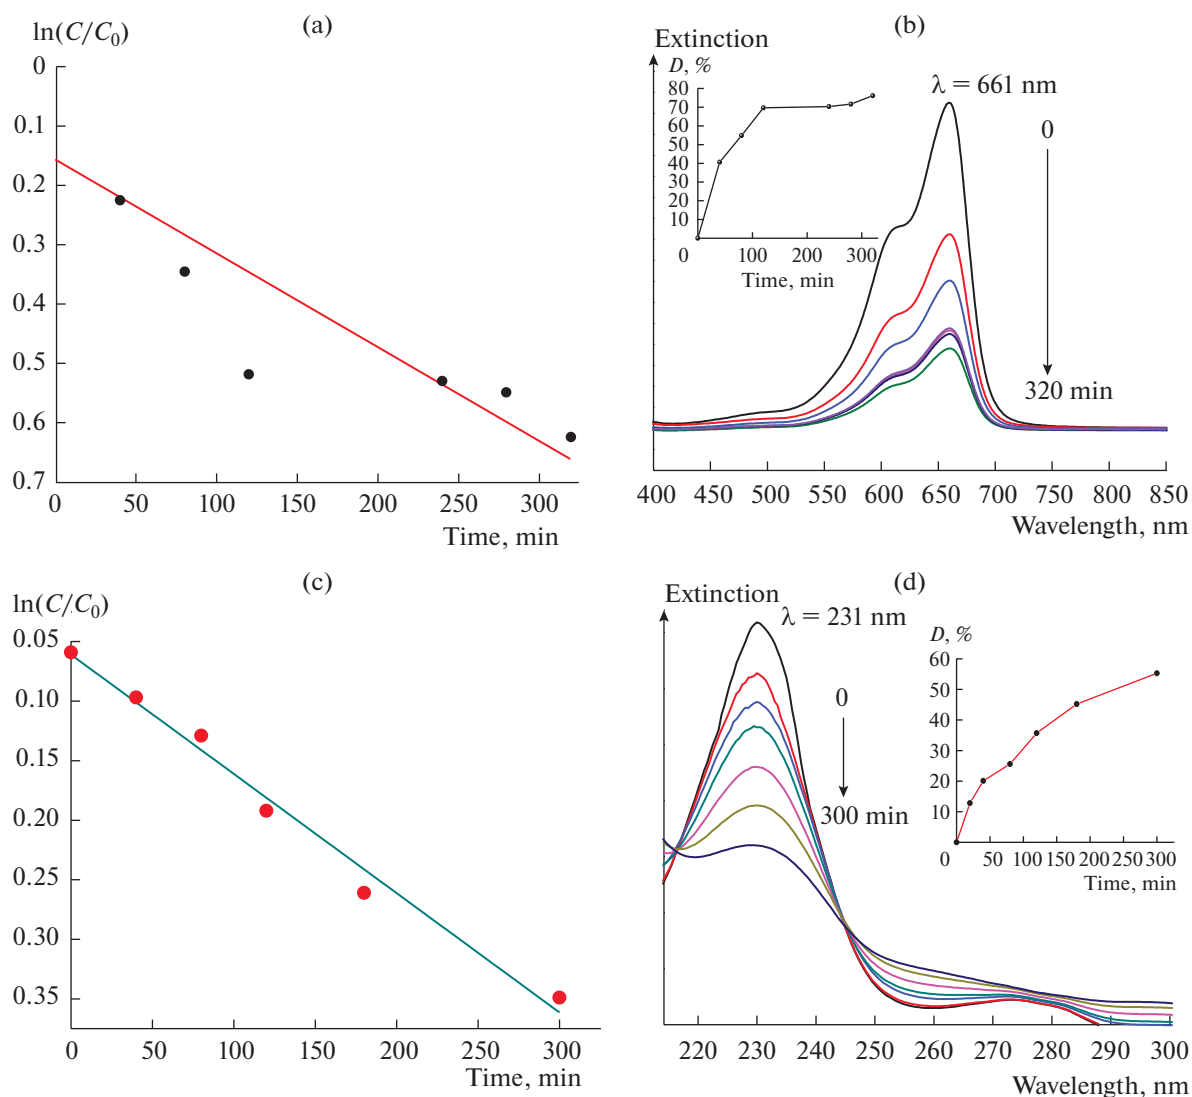 (a)
ln(C/C0)
0
0.1
0.2
0.3
0.4
0.5
0.6
0.7
0 50 100 150 200 250 300
Time, min
(b)
Extinction
D, %
80
70
60
50
40
30
20
10
0 100 200 300
Time, min
λ = 661 nm
0
320 min
400 450 500 550 600 650 700 750 800 850
Wavelength, nm
(c)
ln(C/C0)
0.05
0.10
0.15
0.20
0.25
0.30
0.35
0 50 100 150 200 250 300
Time, min
(d)
Extinction
λ = 231 nm
0
300 min
D, %
60
50
40
30
20
10
0 50 100 150 200 250 300
Time, min
220 230 240 250 260 270 280 290 300
Wavelength, nm